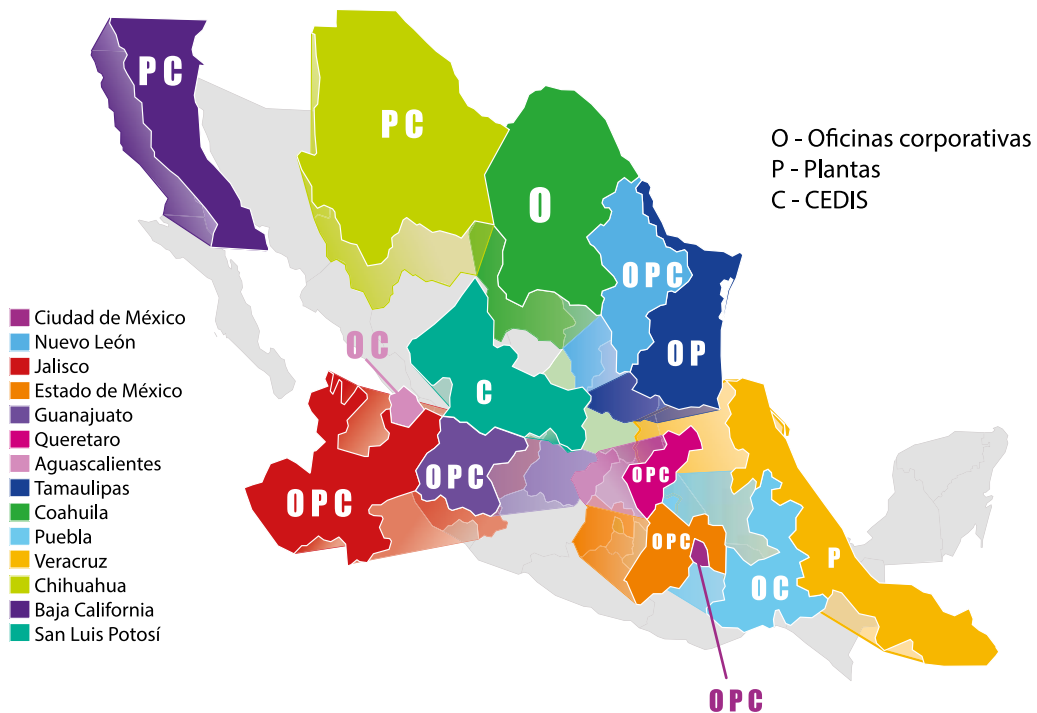 P C
P C
O
O - Oficinas corporativas
P - Plantas
C - CEDIS
O P C
O P
O C
C
Ciudad de México
Nuevo León
Jalisco
Estado de México
Guanajuato
Queretaro
Aguascalientes
Tamaulipas
Coahuila
Puebla
Veracruz
Chihuahua
Baja California
San Luis Potosí
O P C
O P C
O P C
O P C
O C
P
O P C